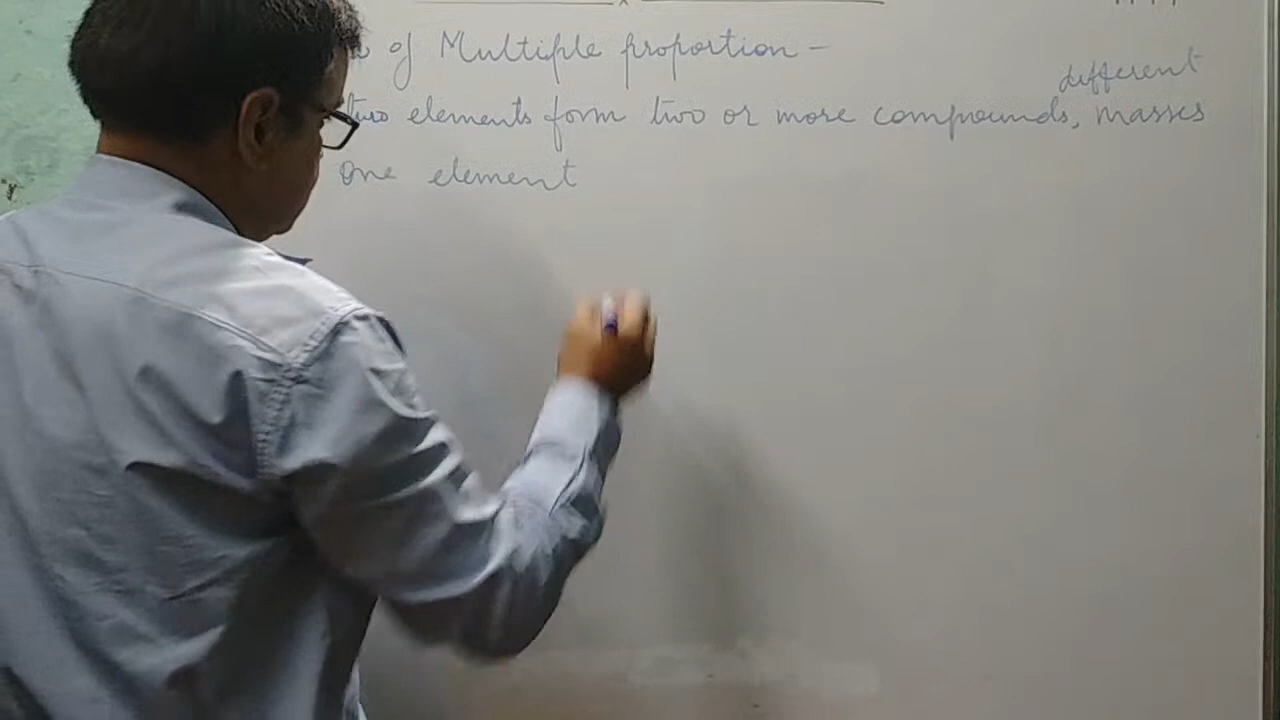 of Multiple proportion -
different
two elements form two or more compounds, masses
one element